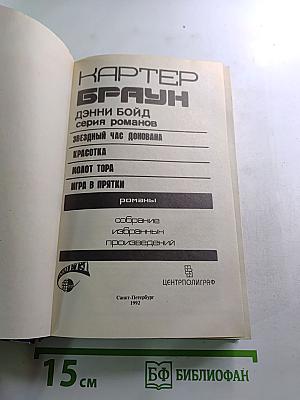 КАРТЕР
БРАУН
ДЭННИ БОЙД
серия романов
ЗВЕЗДНЫЙ ЧАС ДОНОВАНА
КРАСОТКА
МОЛОТ ТОРА
ИГРА В ПРЯТКИ
романы
собрание
избранных
произведений
ЦЕНТРПОЛИГРАФ
Санкт-Петербург
1992
15 см
БФ БИБЛИОФАН